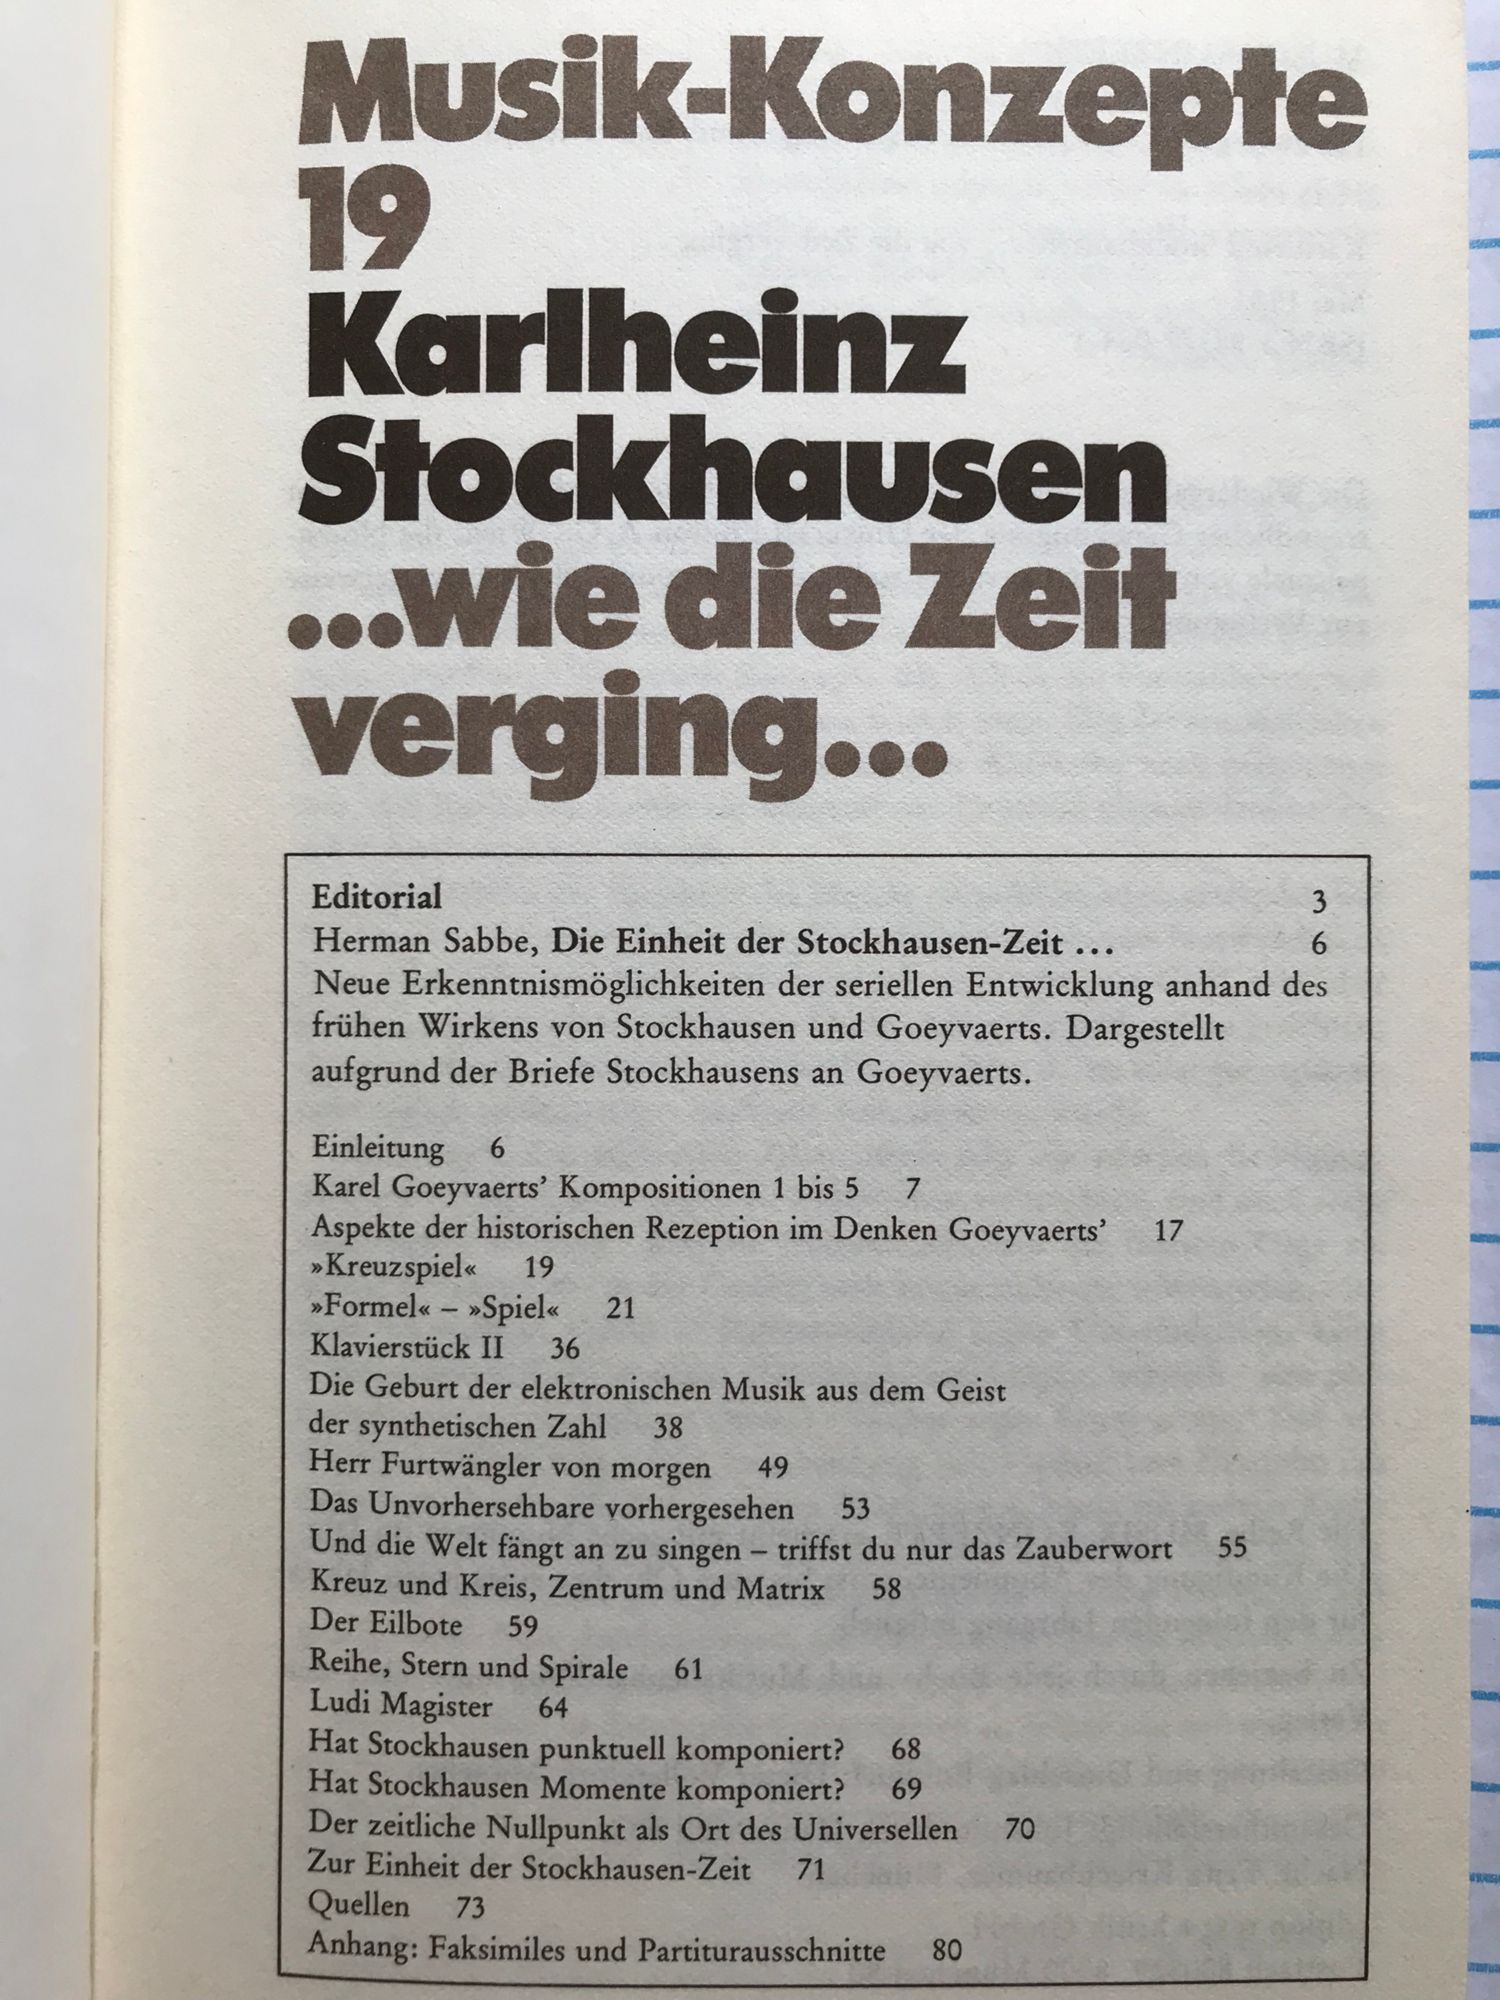 Musik-Konzepte
19
Karlheinz
Stockhausen
...wie die Zeit
verging...
Editorial 3
Herman Sabbe, Die Einheit der Stockhausen-Zeit ... 6
Neue Erkenntnismöglichkeiten der seriellen Entwicklung anhand des
frühen Wirkens von Stockhausen und Goeyvaerts. Dargestellt
aufgrund der Briefe Stockhausens an Goeyvaerts.
Einleitung 6
Karel Goeyvaerts’ Kompositionen 1 bis 5 7
Aspekte der historischen Rezeption im Denken Goeyvaerts’ 17
»Kreuzspiel« 19
»Formel« – »Spiel« 21
Klavierstück II 36
Die Geburt der elektronischen Musik aus dem Geist
der synthetischen Zahl 38
Herr Furtwängler von morgen 49
Das Unvorhersehbare vorhergesehen 53
Und die Welt fängt an zu singen – triffst du nur das Zauberwort 55
Kreuz und Kreis, Zentrum und Matrix 58
Der Eilbote 59
Reihe, Stern und Spirale 61
Ludi Magister 64
Hat Stockhausen punktuell komponiert? 68
Hat Stockhausen Momente komponiert? 69
Der zeitliche Nullpunkt als Ort des Universellen 70
Zur Einheit der Stockhausen-Zeit 71
Quellen 73
Anhang: Faksimiles und Partiturausschnitte 80